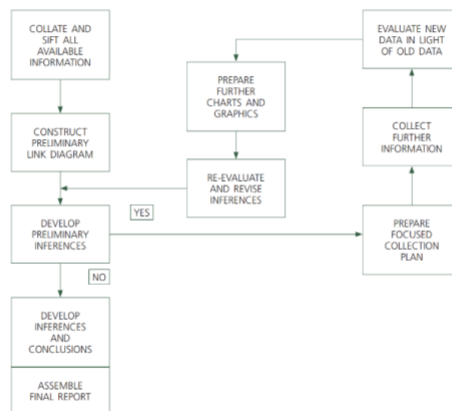 COLLATE AND
SIFT ALL
AVAILABLE
INFORMATION
CONSTRUCT
PRELIMINARY
LINK DIAGRAM
DEVELOP
PRELIMINARY
INFERENCES
YES
NO
DEVELOP
INFERENCES
AND
CONCLUSIONS
ASSEMBLE
FINAL REPORT
PREPARE
FOCUSED
COLLECTION
PLAN
COLLECT
FURTHER
INFORMATION
EVALUATE NEW
DATA IN LIGHT
OF OLD DATA
PREPARE
FURTHER
CHARTS AND
GRAPHICS
RE-EVALUATE
AND REVISE
INFERENCES